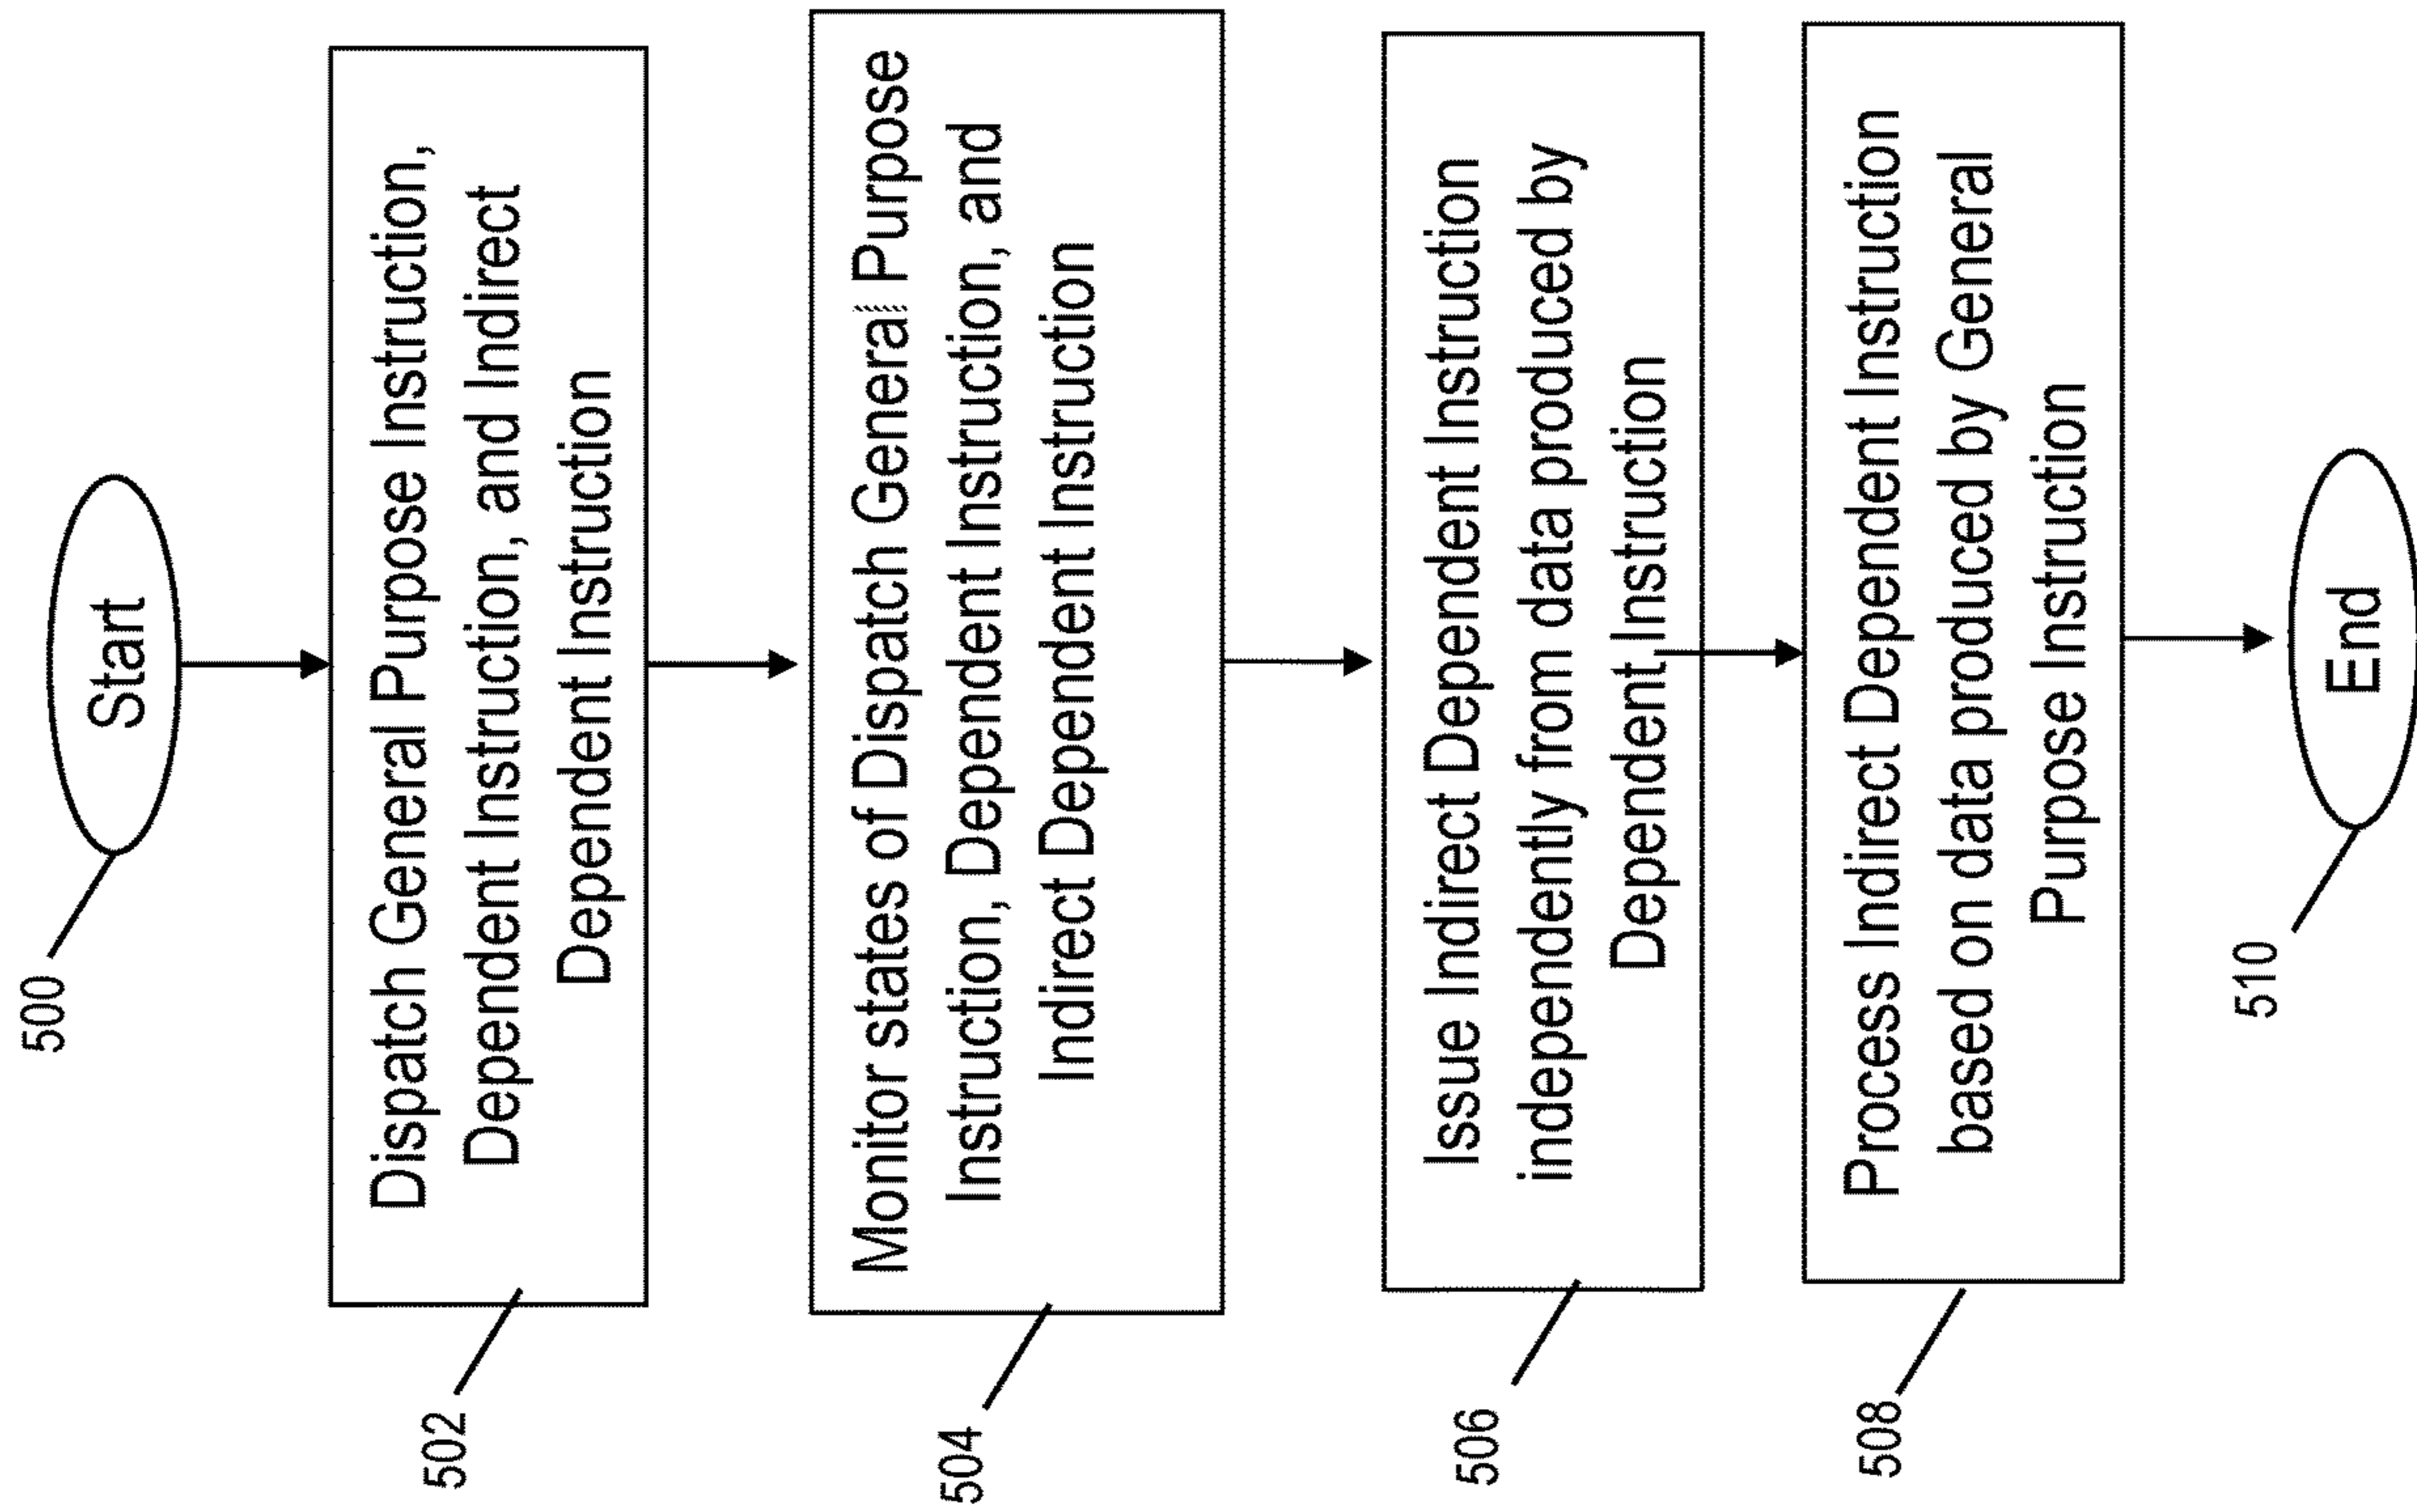 500
Start
502
Dispatch General Purpose Instruction,
Dependent Instruction, and Indirect
Dependent Instruction
504
Monitor states of Dispatch General Purpose
Instruction, Dependent Instruction, and
Indirect Dependent Instruction
506
Issue Indirect Dependent Instruction
independently from data produced by
Dependent Instruction
508
Process Indirect Dependent Instruction
based on data produced by General
Purpose Instruction
510
End